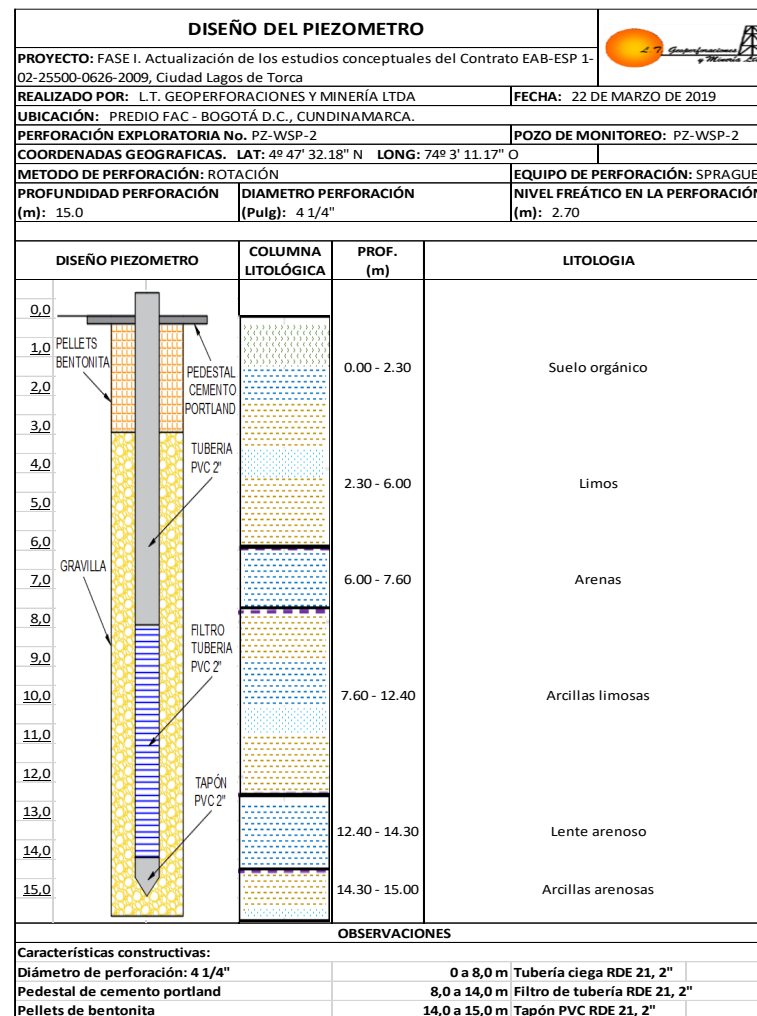 DISEÑO DEL PIEZOMETRO
L.T. Geoperforaciones
y Minería Ltda
PROYECTO: FASE I. Actualización de los estudios conceptuales del Contrato EAB-ESP 1-
02-25500-0626-2009, Ciudad Lagos de Torca
REALIZADO POR: L.T. GEOPERFORACIONES Y MINERÍA LTDA FECHA: 22 DE MARZO DE 2019
UBICACIÓN: PREDIO FAC - BOGOTÁ D.C., CUNDINAMARCA.
PERFORACIÓN EXPLORATORIA No. PZ-WSP-2 POZO DE MONITOREO: PZ-WSP-2
COORDENADAS GEOGRAFICAS. LAT: 4º 47' 32.18" N LONG: 74º 3' 11.17" O
METODO DE PERFORACIÓN: ROTACIÓN EQUIPO DE PERFORACIÓN: SPRAGUE
PROFUNDIDAD PERFORACIÓN DIAMETRO PERFORACIÓN NIVEL FREÁTICO EN LA PERFORACIÓN
(m): 15.0 (Pulg): 4 1/4" (m): 2.70
DISEÑO PIEZOMETRO COLUMNA LITOLÓGICA PROF. (m) LITOLOGIA
0,0
1,0
2,0
3,0
4,0
5,0
6,0
7,0
8,0
9,0
10,0
11,0
12,0
13,0
14,0
15,0
PELLETS
BENTONITA
PEDESTAL
CEMENTO
PORTLAND
TUBERIA
PVC 2"
GRAVILLA
FILTRO
TUBERIA
PVC 2"
TAPÓN
PVC 2"
0.00 - 2.30 Suelo orgánico
2.30 - 6.00 Limos
6.00 - 7.60 Arenas
7.60 - 12.40 Arcillas limosas
12.40 - 14.30 Lente arenoso
14.30 - 15.00 Arcillas arenosas
OBSERVACIONES
Características constructivas:
Diámetro de perforación: 4 1/4" 0 a 8,0 m Tubería ciega RDE 21, 2"
Pedestal de cemento portland 8,0 a 14,0 m Filtro de tubería RDE 21, 2"
Pellets de bentonita 14,0 a 15,0 m Tapón PVC RDE 21, 2"